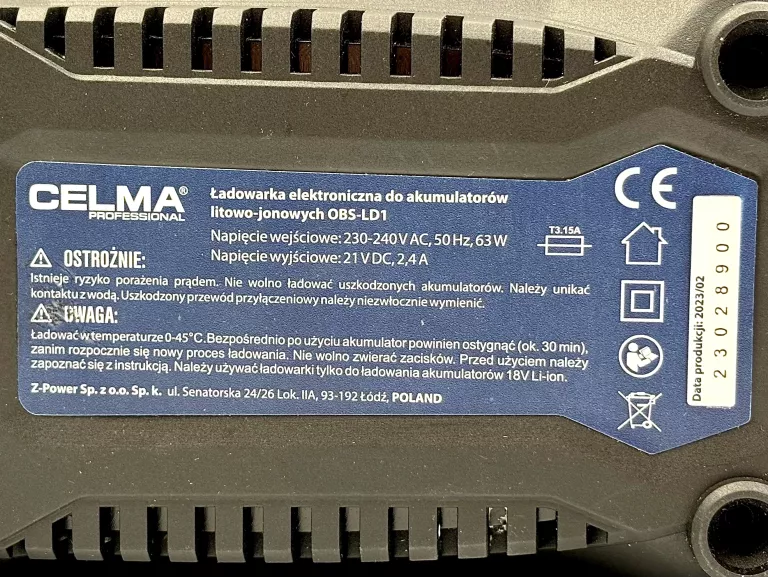 CELMA®
PROFESSIONAL
Ładowarka elektroniczna do akumulatorów
litowo-jonowych OBS-LD1
Napięcie wejściowe: 230-240 V AC, 50 Hz, 63 W
Napięcie wyjściowe: 21 V DC, 2,4 A
T3.15A
CE
OSTROŻNIE:
Istnieje ryzyko porażenia prądem. Nie wolno ładować uszkodzonych akumulatorów. Należy unikać
kontaktu z wodą. Uszkodzony przewód przyłączeniowy należy niezwłocznie wymienić.
UWAGA:
Ładować w temperaturze 0-45°C. Bezpośrednio po użyciu akumulator powinien ostygnąć (ok. 30 min),
zanim rozpocznie się nowy proces ładowania. Nie wolno zwierać zacisków. Przed użyciem należy
zapoznać się z instrukcją. Należy używać ładowarki tylko do ładowania akumulatorów 18V Li-ion.
Z-Power Sp. z o.o. Sp. k. ul. Senatorska 24/26 Lok. IIA, 93-192 Łódź, POLAND
Data produkcji: 2023/02
23028900